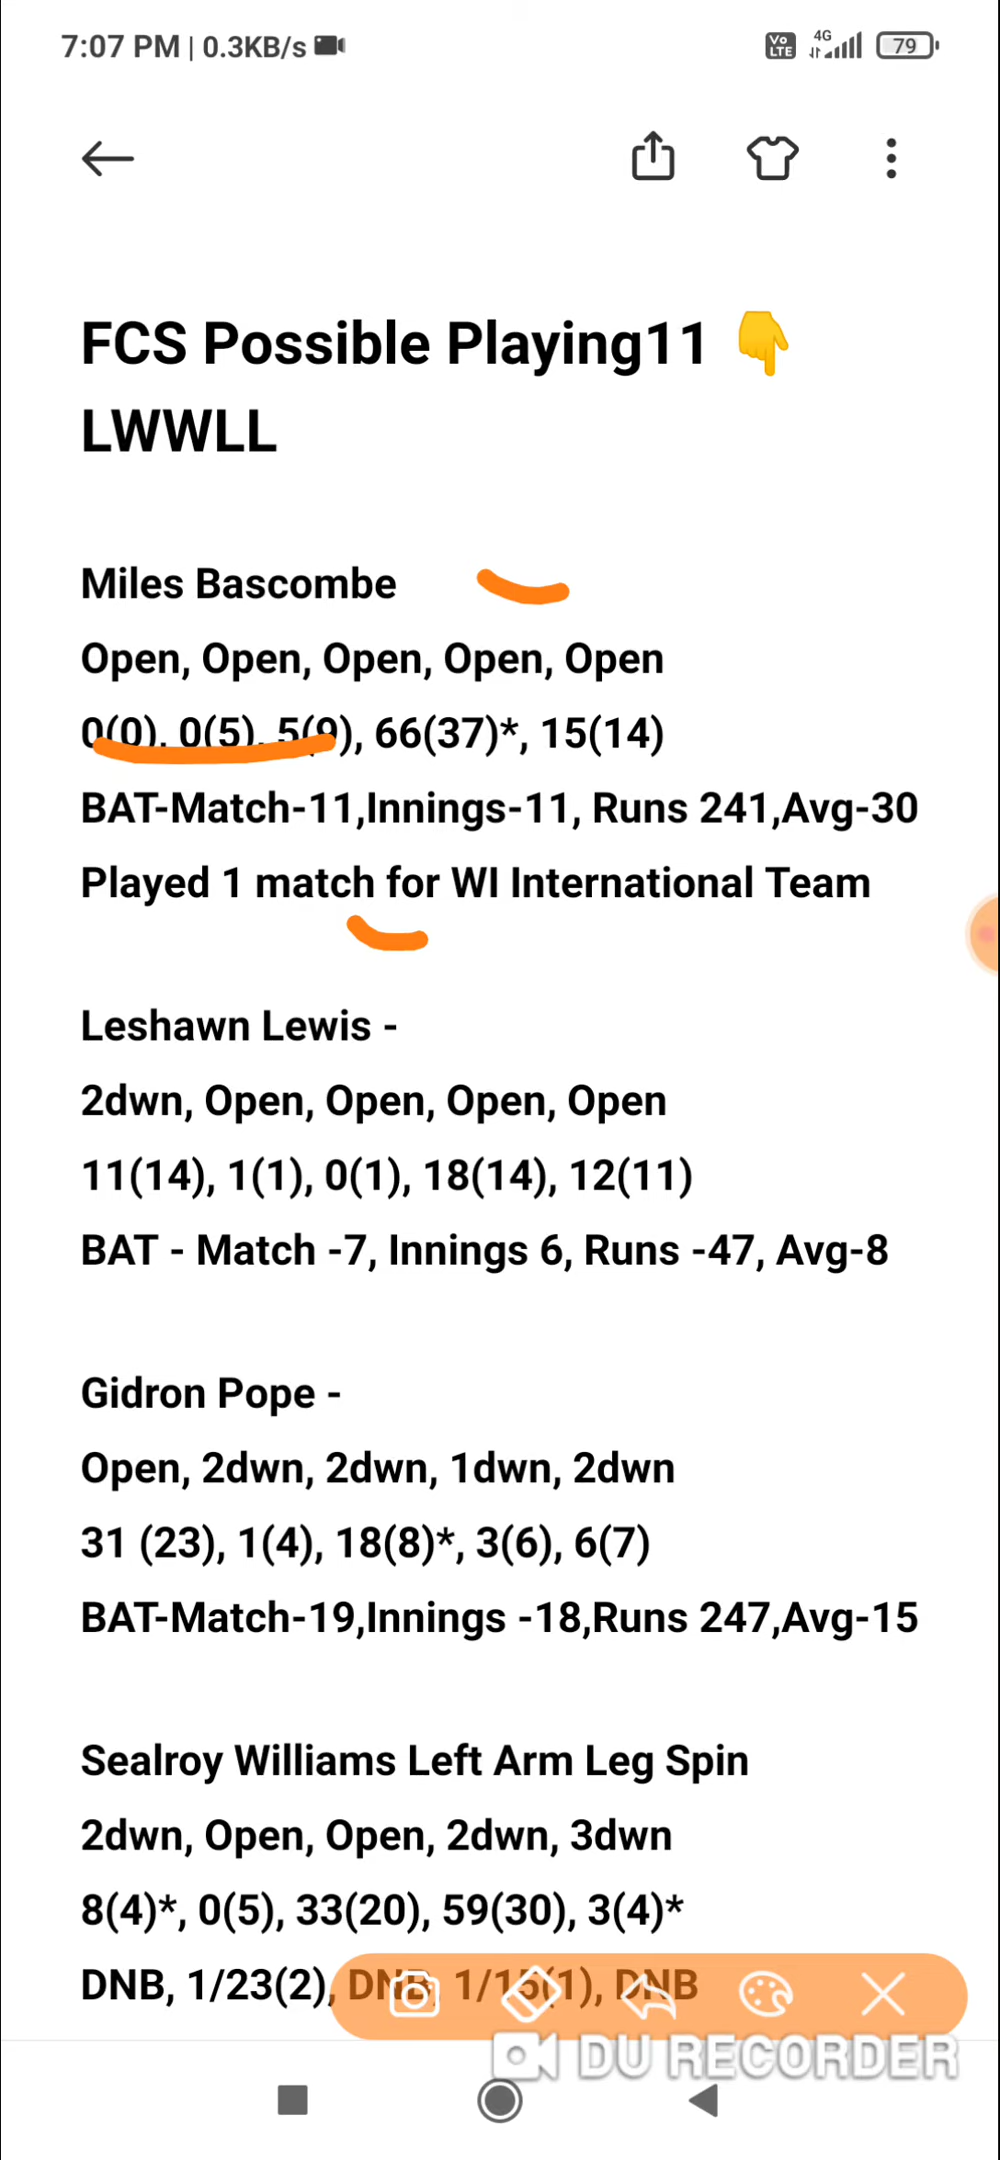 7:07 PM | 0.3KB/s Vo LTE 4G 79
FCS Possible Playing11 👇
LWWLL
Miles Bascombe
Open, Open, Open, Open, Open
0(0), 0(5), 5(9), 66(37)*, 15(14)
BAT-Match-11,Innings-11, Runs 241,Avg-30
Played 1 match for WI International Team
Leshawn Lewis -
2dwn, Open, Open, Open, Open
11(14), 1(1), 0(1), 18(14), 12(11)
BAT - Match -7, Innings 6, Runs -47, Avg-8
Gidron Pope -
Open, 2dwn, 2dwn, 1dwn, 2dwn
31 (23), 1(4), 18(8)*, 3(6), 6(7)
BAT-Match-19,Innings -18,Runs 247,Avg-15
Sealroy Williams Left Arm Leg Spin
2dwn, Open, Open, 2dwn, 3dwn
8(4)*, 0(5), 33(20), 59(30), 3(4)*
DNB, 1/23(2), DNB, 1/15(1), DNB
DU RECORDER